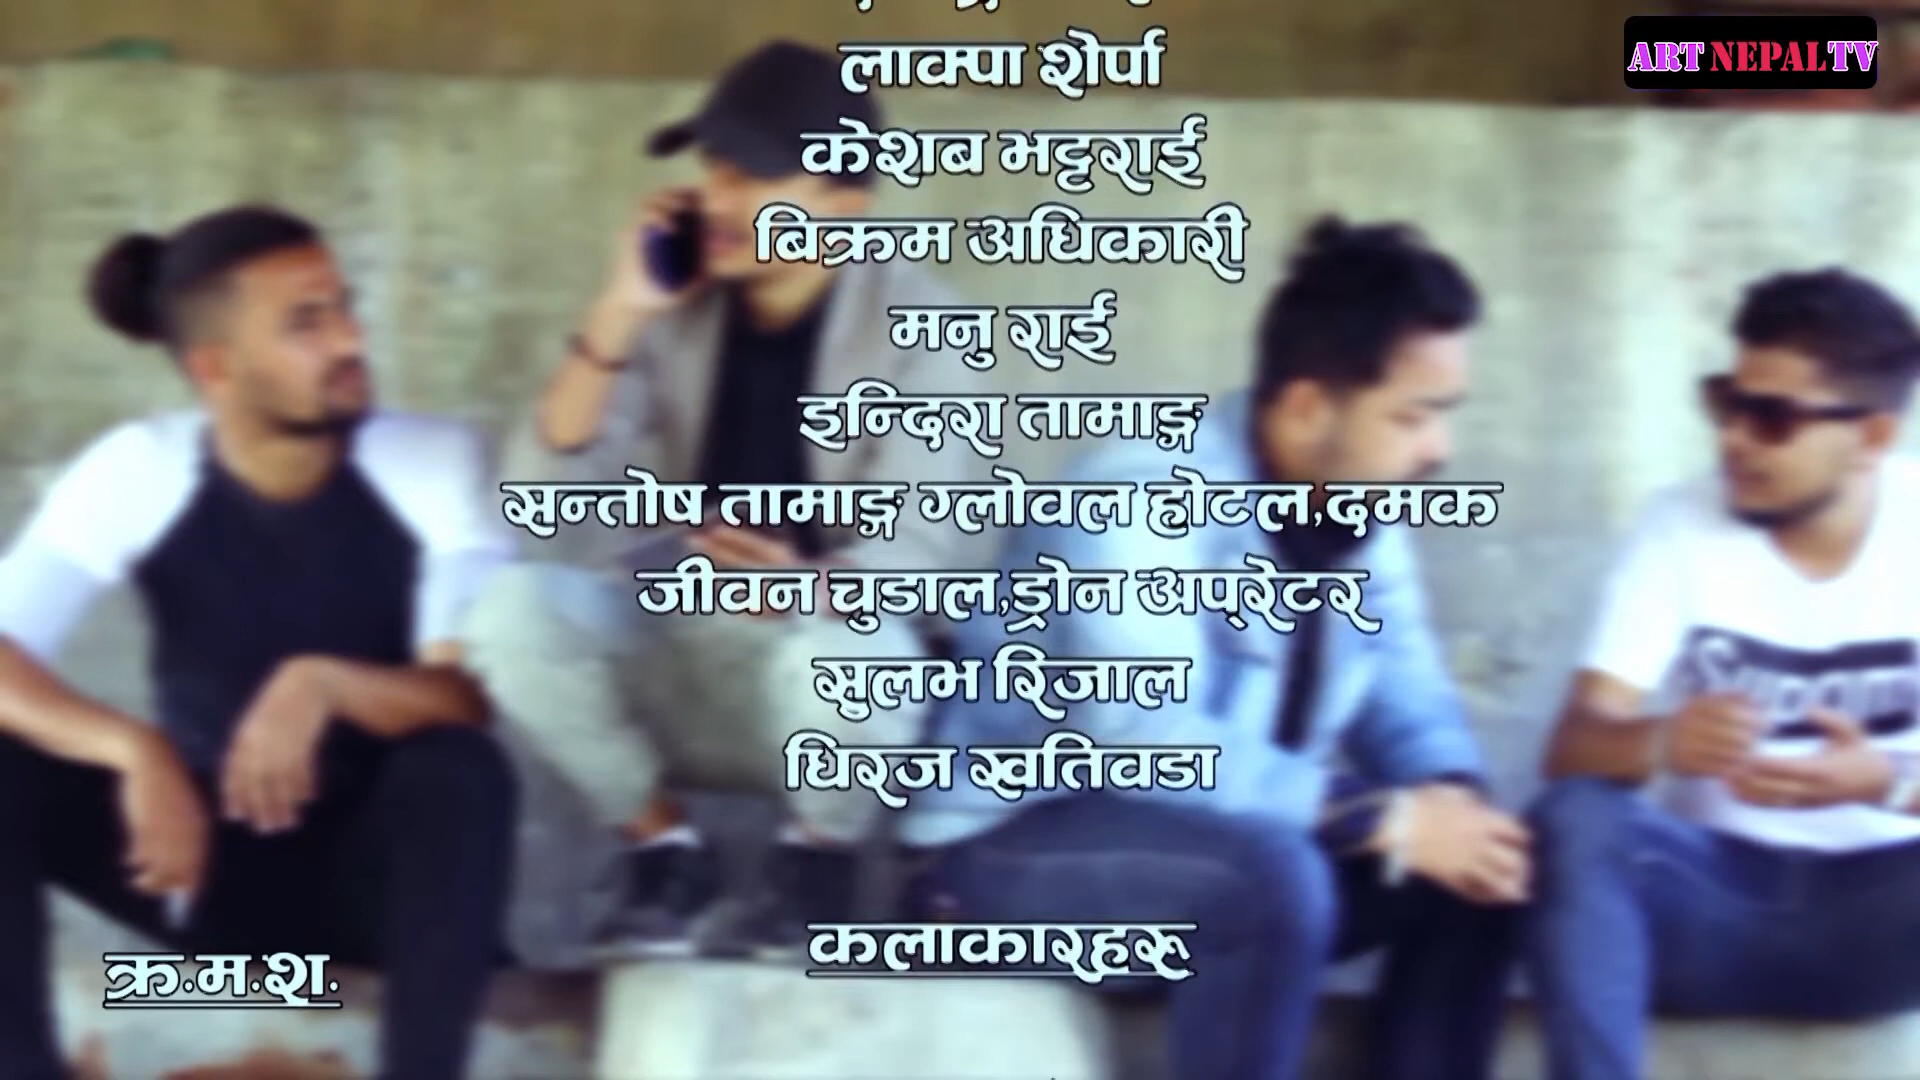 ART NEPAL TV
लाक्पा शेर्पा
केशब भट्टराई
बिक्रम अधिकारी
मनु राई
इन्दिरा तामाङ्ग
सन्तोष तामाङ्ग ग्लोवल होटल,दमक
जीवन चुडाल,ड्रोन अप्रेटर
सुलभ रिजाल
धिरज खतिवडा
कलाकारहरू
क्र.म.श.